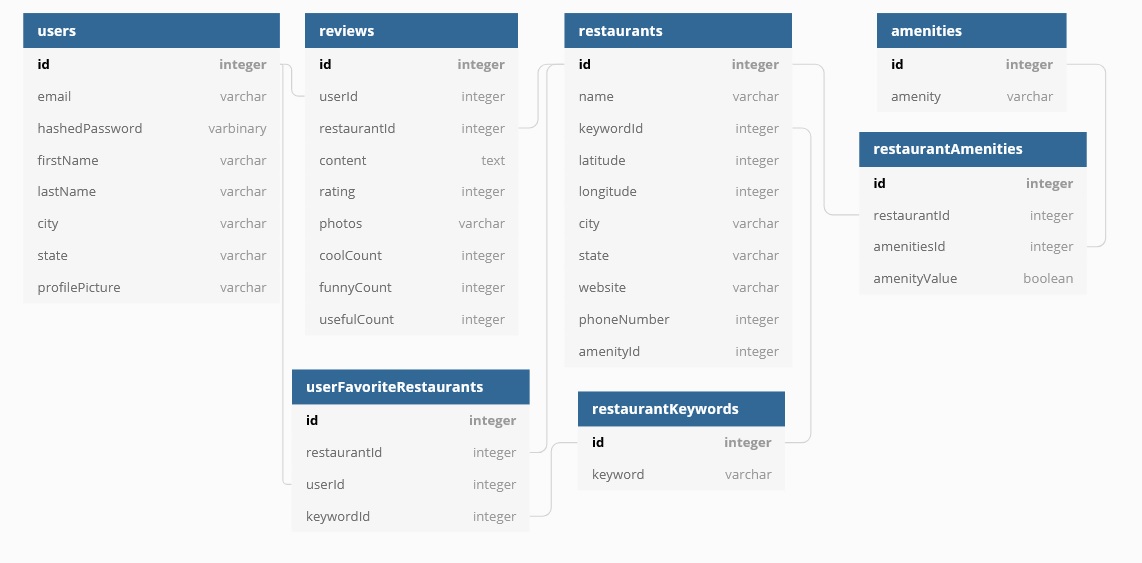 users
id integer
email varchar
hashedPassword varbinary
firstName varchar
lastName varchar
city varchar
state varchar
profilePicture varchar
reviews
id integer
userId integer
restaurantId integer
content text
rating integer
photos varchar
coolCount integer
funnyCount integer
usefulCount integer
restaurants
id integer
name varchar
keywordId integer
latitude integer
longitude integer
city varchar
state varchar
website varchar
phoneNumber integer
amenityId integer
amenities
id integer
amenity varchar
restaurantAmenities
id integer
restaurantId integer
amenitiesId integer
amenityValue boolean
userFavoriteRestaurants
id integer
restaurantId integer
userId integer
keywordId integer
restaurantKeywords
id integer
keyword varchar